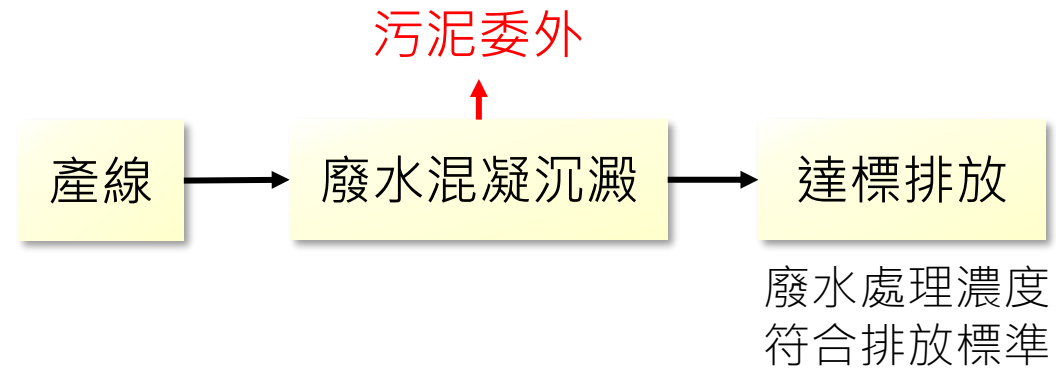 污泥委外
產線
廢水混凝沉澱
達標排放
廢水處理濃度
符合排放標準